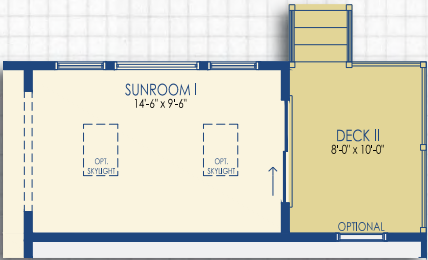 SUNROOM I
14'-6" x 9'-6"
OPT.
SKYLIGHT
OPT.
SKYLIGHT
DECK II
8'-0" x 10'-0"
OPTIONAL